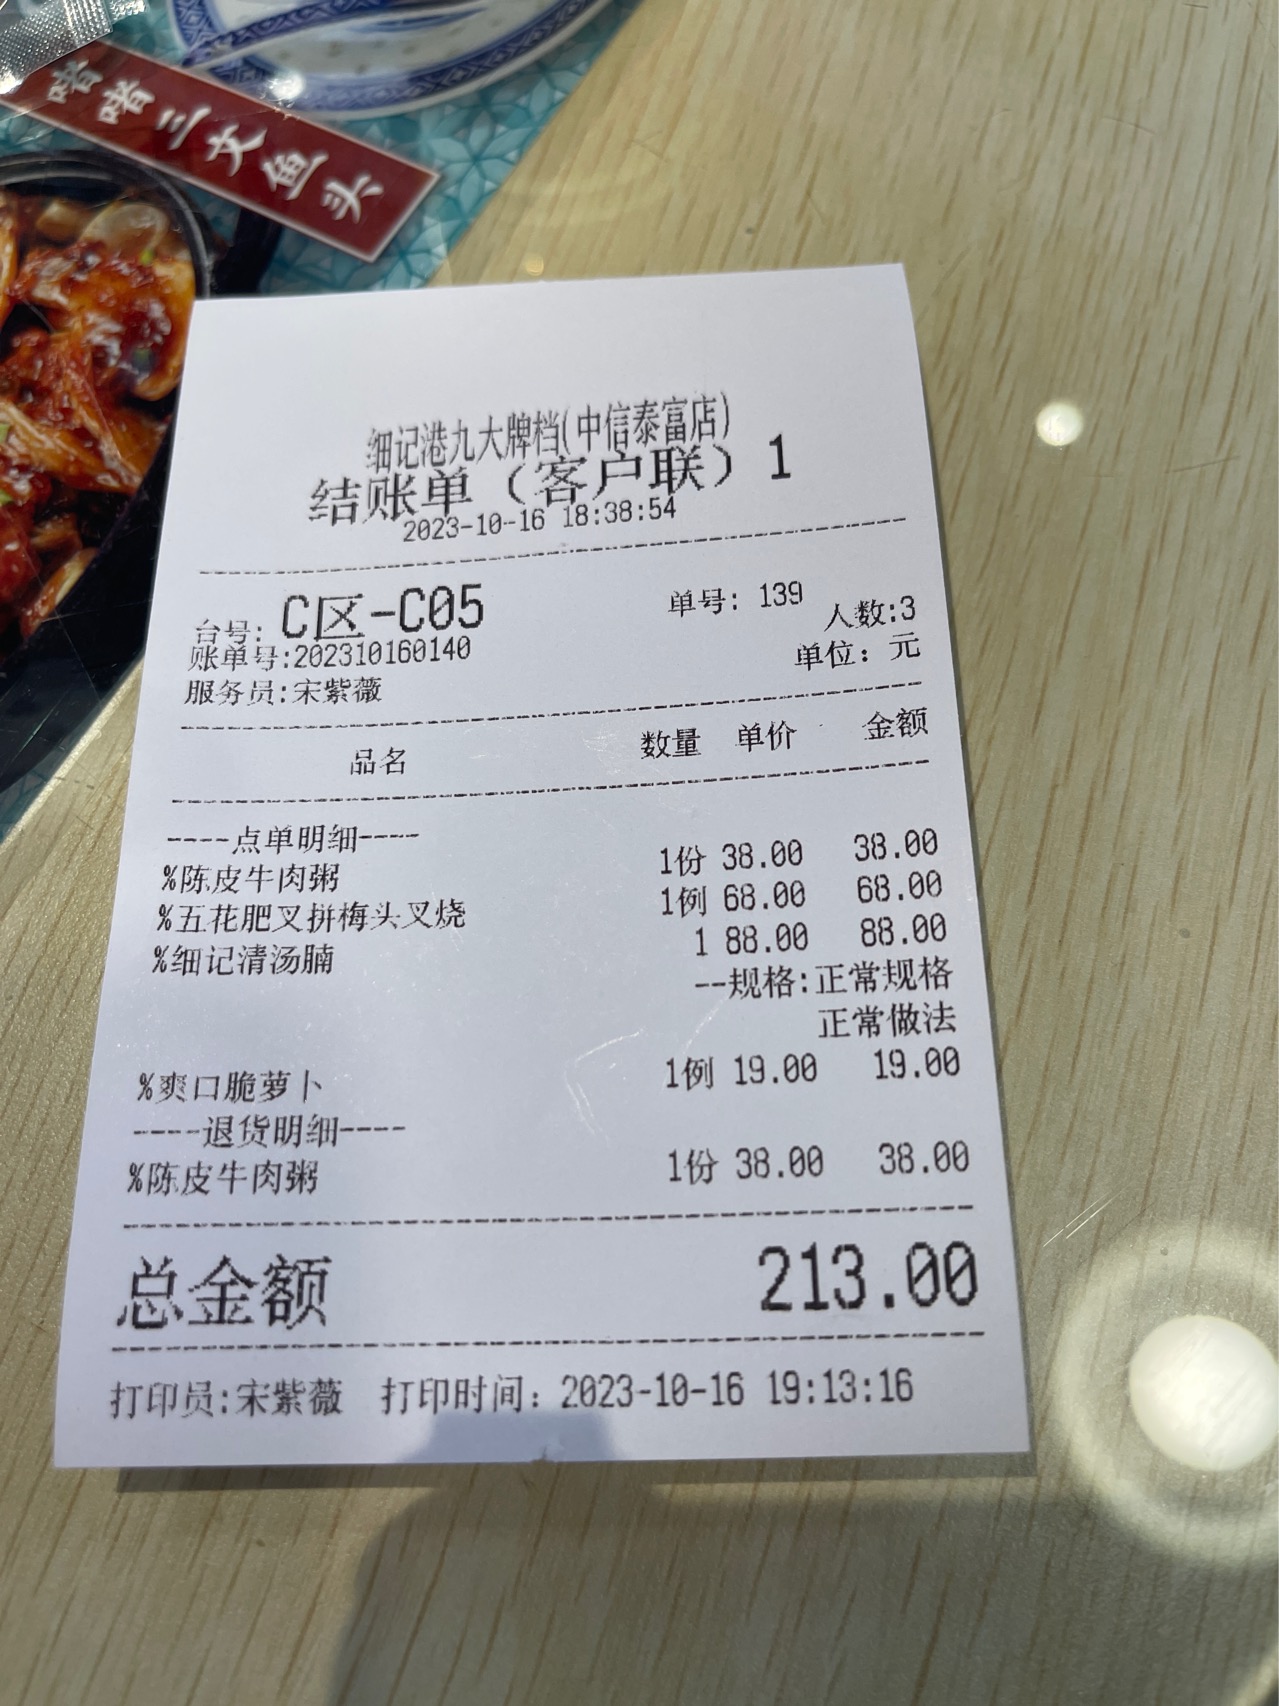 啫啫三文鱼头
细记港九大牌档(中信泰富店)
结账单（客户联）1
2023-10-16 18:38:54
台号: C区-C05 单号: 139
账单号:202310160140 人数:3
服务员:宋紫薇 单位：元
品名 数量 单价 金额
----点单明细----
%陈皮牛肉粥 1份 38.00 38.00
%五花肥叉拼梅头叉烧 1例 68.00 68.00
%细记清汤腩 1 88.00 88.00
--规格:正常规格
正常做法
%爽口脆萝卜 1例 19.00 19.00
----退货明细----
%陈皮牛肉粥 1份 38.00 38.00
总金额 213.00
打印员:宋紫薇 打印时间：2023-10-16 19:13:16